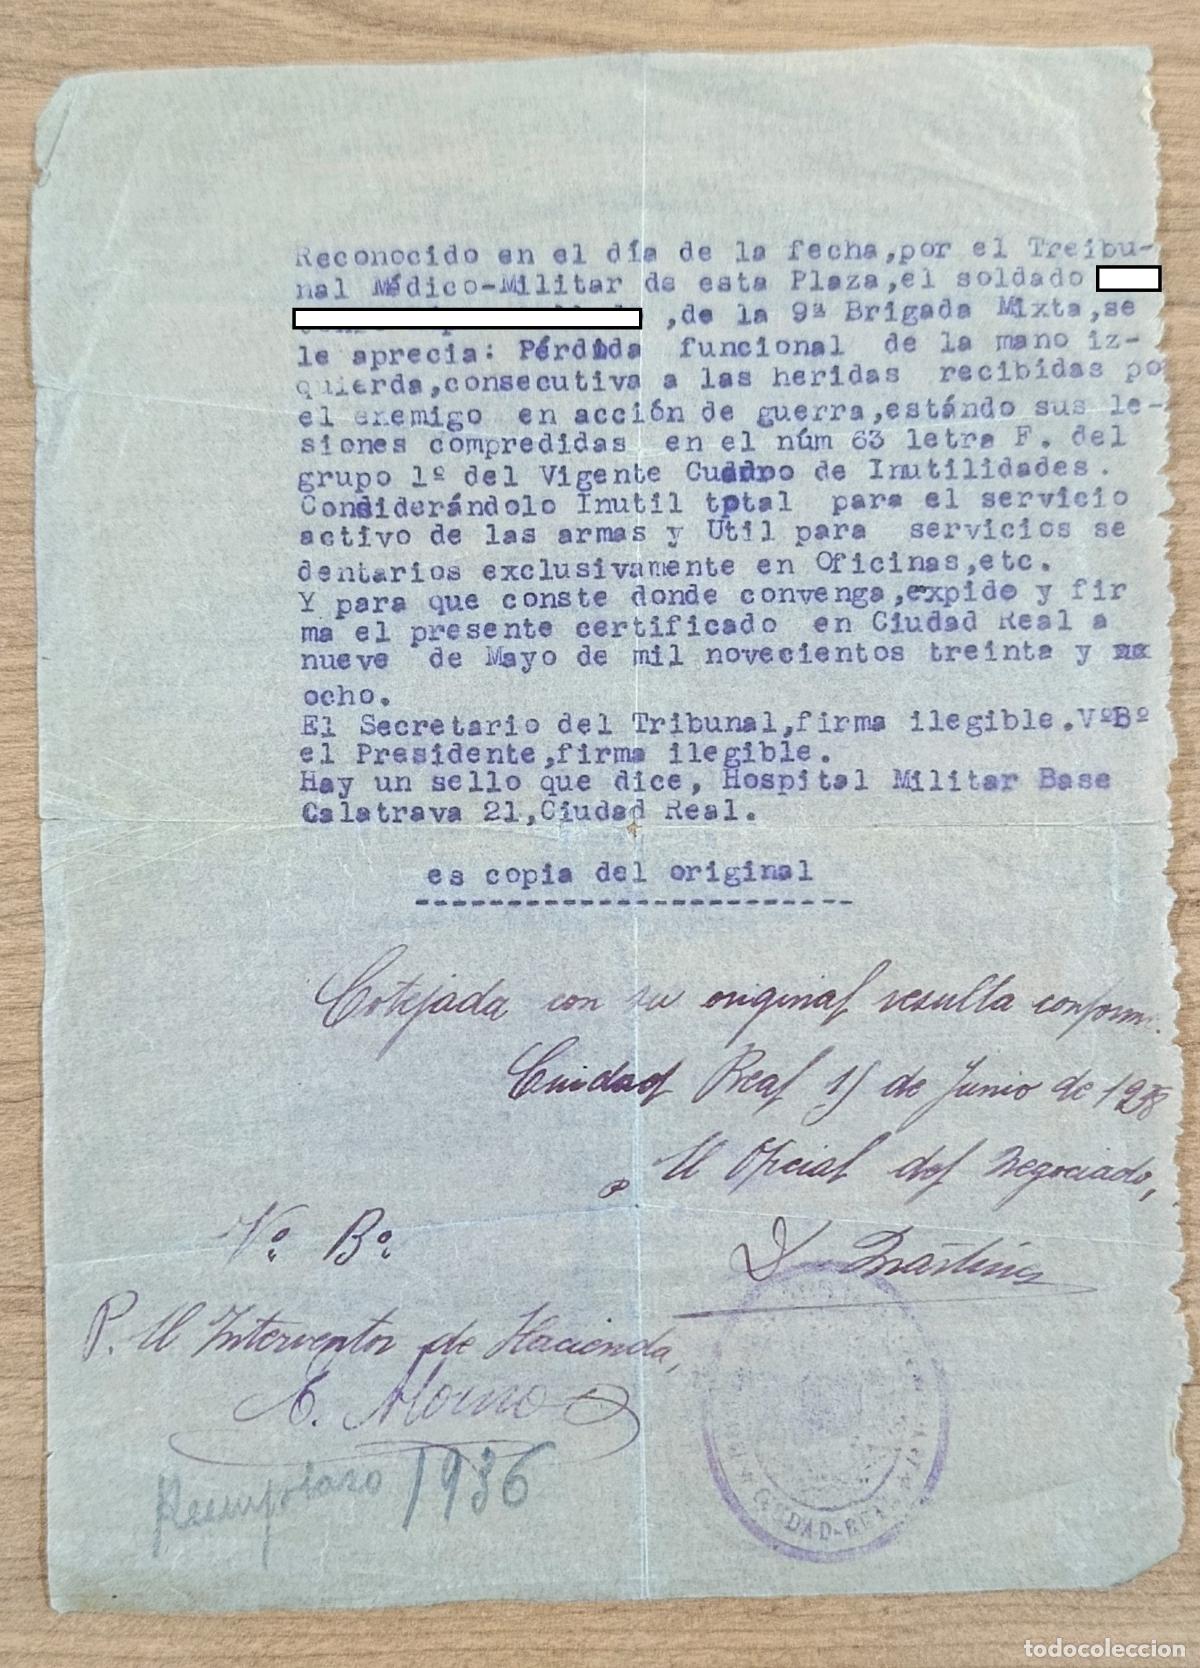 Reconocido en el día de la fecha,por el Treibu-
nal Médico-Militar de esta Plaza,el soldado
,de la 9ª Brigada Mixta,se
le aprecia: Pérdida funcional de la mano iz-
quierda,consecutiva a las heridas recibidas po
el enemigo en acción de guerra,estándo sus le-
siones compredidas en el núm 63 letra F. del
grupo 1º del Vigente Cuadro de Inutilidades.
Considerándolo Inutil total para el servicio
activo de las armas y Util para servicios se
dentarios exclusivamente en Oficinas,etc.
Y para que conste donde convenga,expido y fir
ma el presente certificado en Ciudad Real a
nueve de Mayo de mil novecientos treinta y
ocho.
El Secretario del Tribunal,firma ilegible.VºBº
el Presidente,firma ilegible.
Hay un sello que dice, Hospital Militar Base
Calatrava 21,Ciudad Real.
es copia del original
Cotejada con su original resulta conforme.
Ciudad Real de Junio de 1938
El Oficial del Negociado,
Vº. Bº.
D. Martínez
P. El Interventor de Hacienda,
Reemplazo 1936
CIUDAD-REAL
todocoleccion